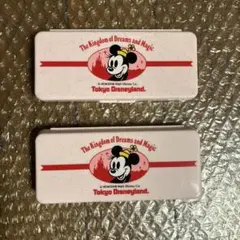 The Kingdom of Dreams and Magic
Tokyo Disneyland.
The Kingdom of Dreams and Magic
Tokyo Disneyland.